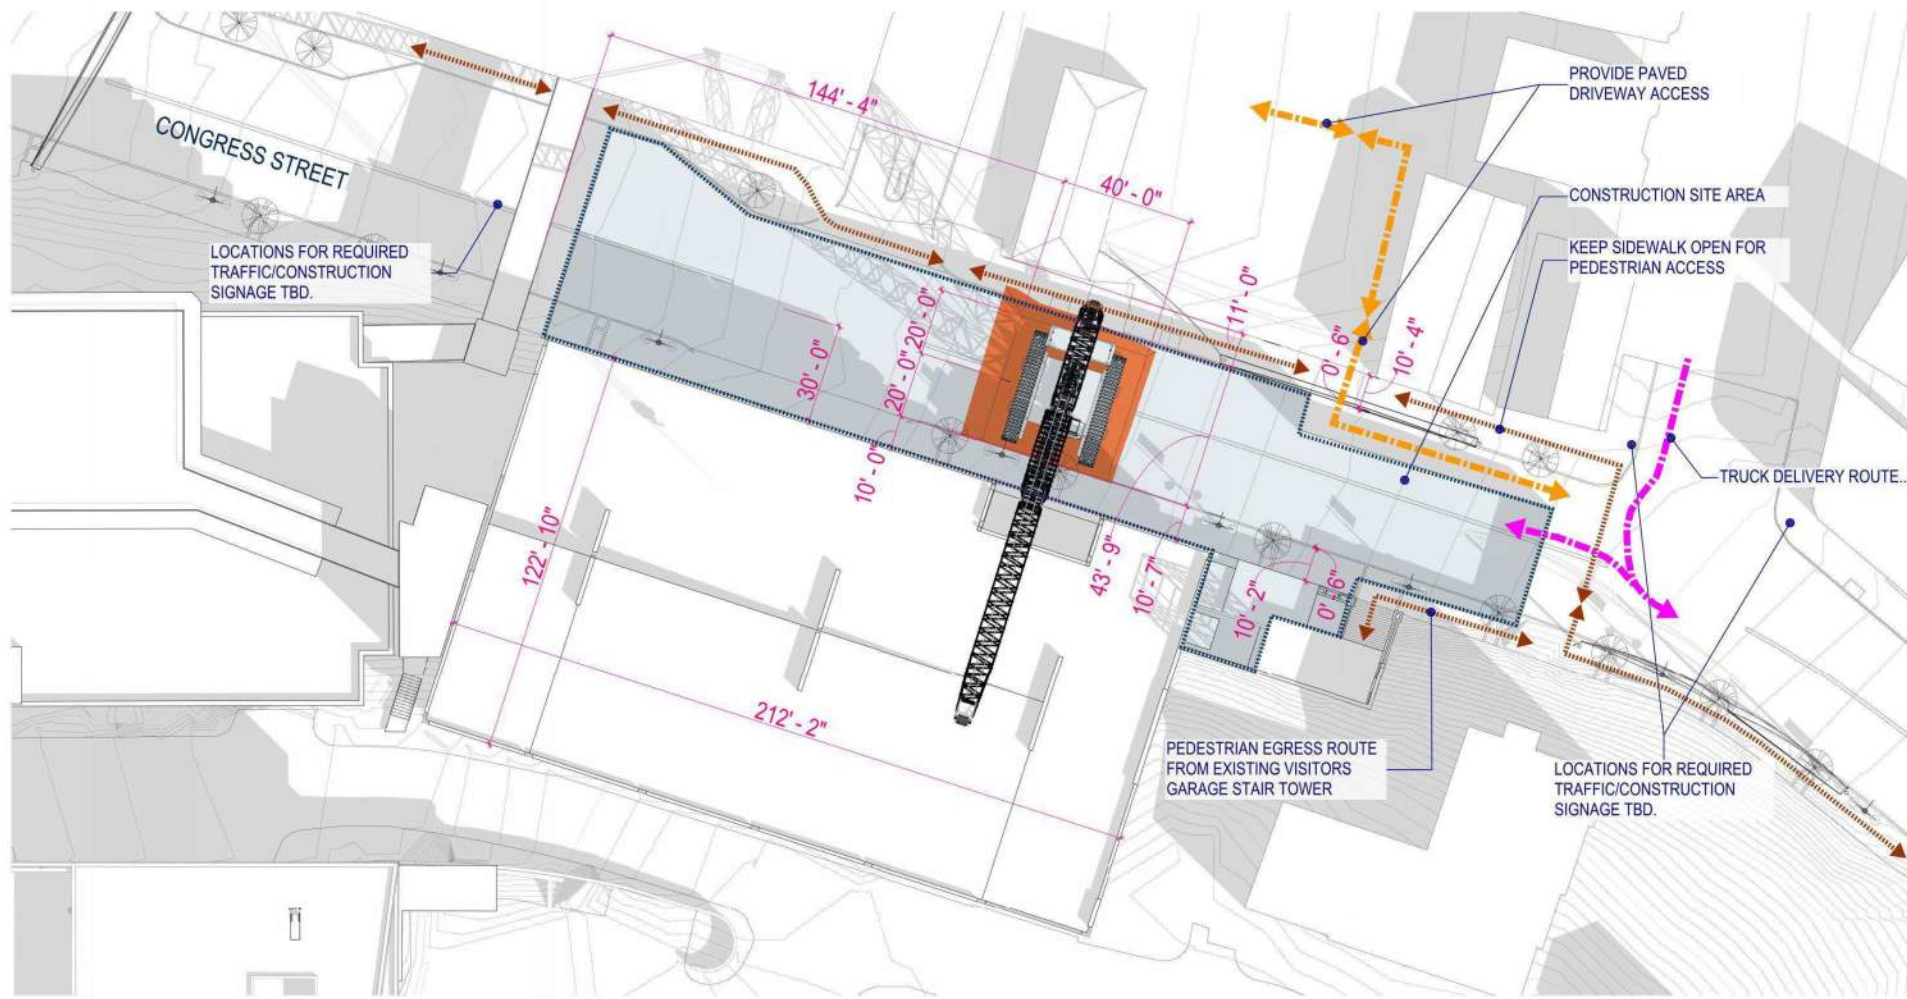 PROVIDE PAVED
DRIVEWAY ACCESS
144' - 4"
CONGRESS STREET
40' - 0"
CONSTRUCTION SITE AREA
KEEP SIDEWALK OPEN FOR
PEDESTRIAN ACCESS
LOCATIONS FOR REQUIRED
TRAFFIC/CONSTRUCTION
SIGNAGE TBD.
11' - 0"
20' - 0"
20' - 0"
30' - 0"
0' - 6"
10' - 4"
10' - 0"
TRUCK DELIVERY ROUTE..
122' - 10"
43' - 9"
10' - 7"
10' - 2"
0' - 6"
212' - 2"
PEDESTRIAN EGRESS ROUTE
FROM EXISTING VISITORS
GARAGE STAIR TOWER
LOCATIONS FOR REQUIRED
TRAFFIC/CONSTRUCTION
SIGNAGE TBD.